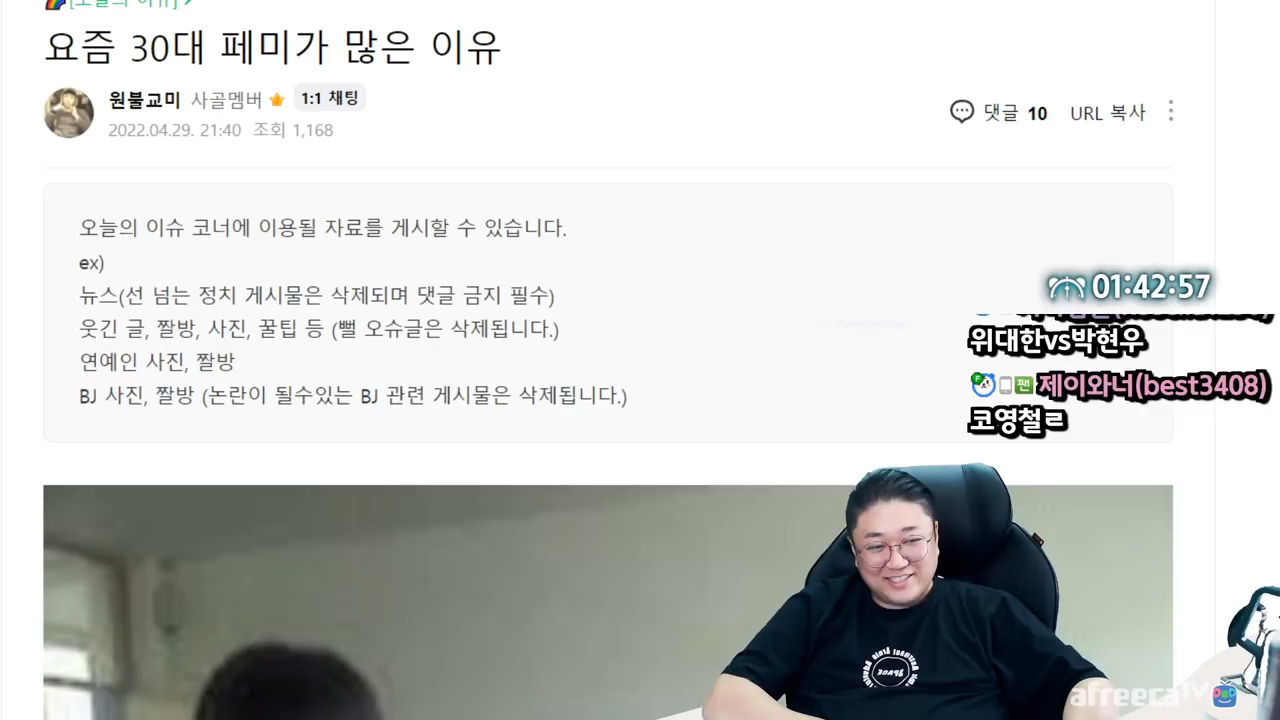 [오늘의 이슈] >
요즘 30대 페미가 많은 이유
원불교미 사골멤버 1:1 채팅
2022.04.29. 21:40 조회 1,168
댓글 10 URL 복사
오늘의 이슈 코너에 이용될 자료를 게시할 수 있습니다.
ex)
뉴스(선 넘는 정치 게시물은 삭제되며 댓글 금지 필수)
웃긴 글, 짤방, 사진, 꿀팁 등 (뻘 오슈글은 삭제됩니다.)
연예인 사진, 짤방
BJ 사진, 짤방 (논란이 될수있는 BJ 관련 게시물은 삭제됩니다.)
01:42:57
위대한vs박현우
F 팬 제이와너(best3408)
코영철ㄹ
afreecaTV